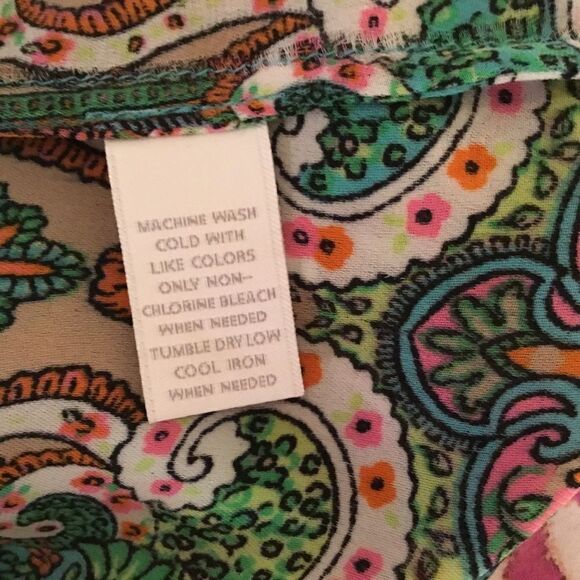 MACHINE WASH
COLD WITH
LIKE COLORS
ONLY NON-
CHLORINE BLEACH
WHEN NEEDED
TUMBLE DRY LOW
COOL IRON
WHEN NEEDED